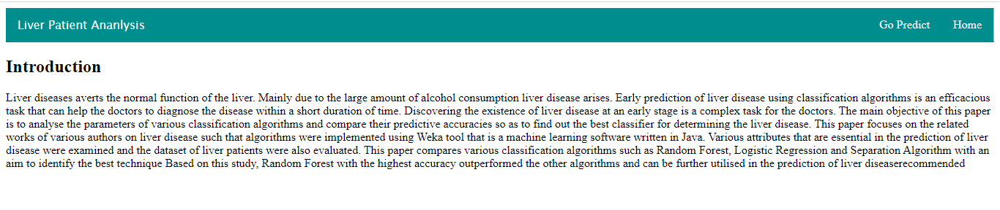 Liver Patient Ananlysis
Go Predict
Home
Introduction
Liver diseases averts the normal function of the liver. Mainly due to the large amount of alcohol consumption liver disease arises. Early prediction of liver disease using classification algorithms is an efficacious
task that can help the doctors to diagnose the disease within a short duration of time. Discovering the existence of liver disease at an early stage is a complex task for the doctors. The main objective of this paper
is to analyse the parameters of various classification algorithms and compare their predictive accuracies so as to find out the best classifier for determining the liver disease. This paper focuses on the related
works of various authors on liver disease such that algorithms were implemented using Weka tool that is a machine learning software written in Java. Various attributes that are essential in the prediction of liver
disease were examined and the dataset of liver patients were also evaluated. This paper compares various classification algorithms such as Random Forest, Logistic Regression and Separation Algorithm with an
aim to identify the best technique Based on this study, Random Forest with the highest accuracy outperformed the other algorithms and can be further utilised in the prediction of liver diseaserecommended